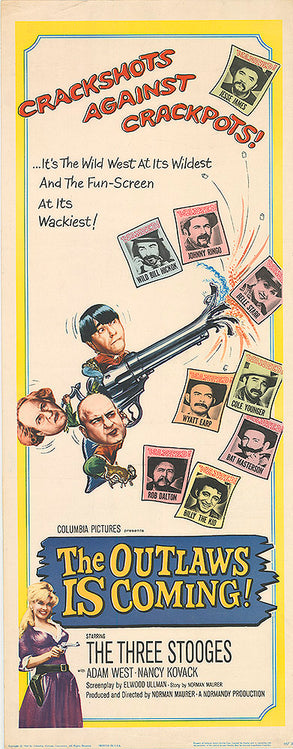 CRACKSHOTS
AGAINST
CRACKPOTS!
JESSE JAMES
...It's The Wild West At Its Wildest
And The Fun-Screen
At Its
Wackiest!
JOHNNY RINGO
WILD BILL HICKOK
BELLE STARR
COLE YOUNGER
WYATT EARP
BAT MASTERSON
ROB DALTON
BILLY THE KID
COLUMBIA PICTURES presents
The OUTLAWS
IS COMING!
STARRING
THE THREE STOOGES
with ADAM WEST · NANCY KOVACK
Screenplay by ELWOOD ULLMAN · Story by NORMAN MAURER
Produced and Directed by NORMAN MAURER · A NORMANDY PRODUCTION